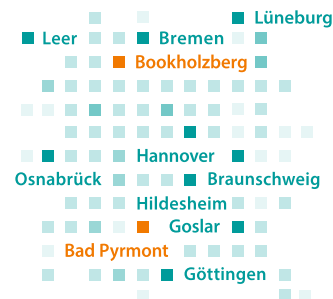 Lüneburg
Leer Bremen
Bookholzberg
Hannover
Osnabrück Braunschweig
Hildesheim
Goslar
Bad Pyrmont
Göttingen